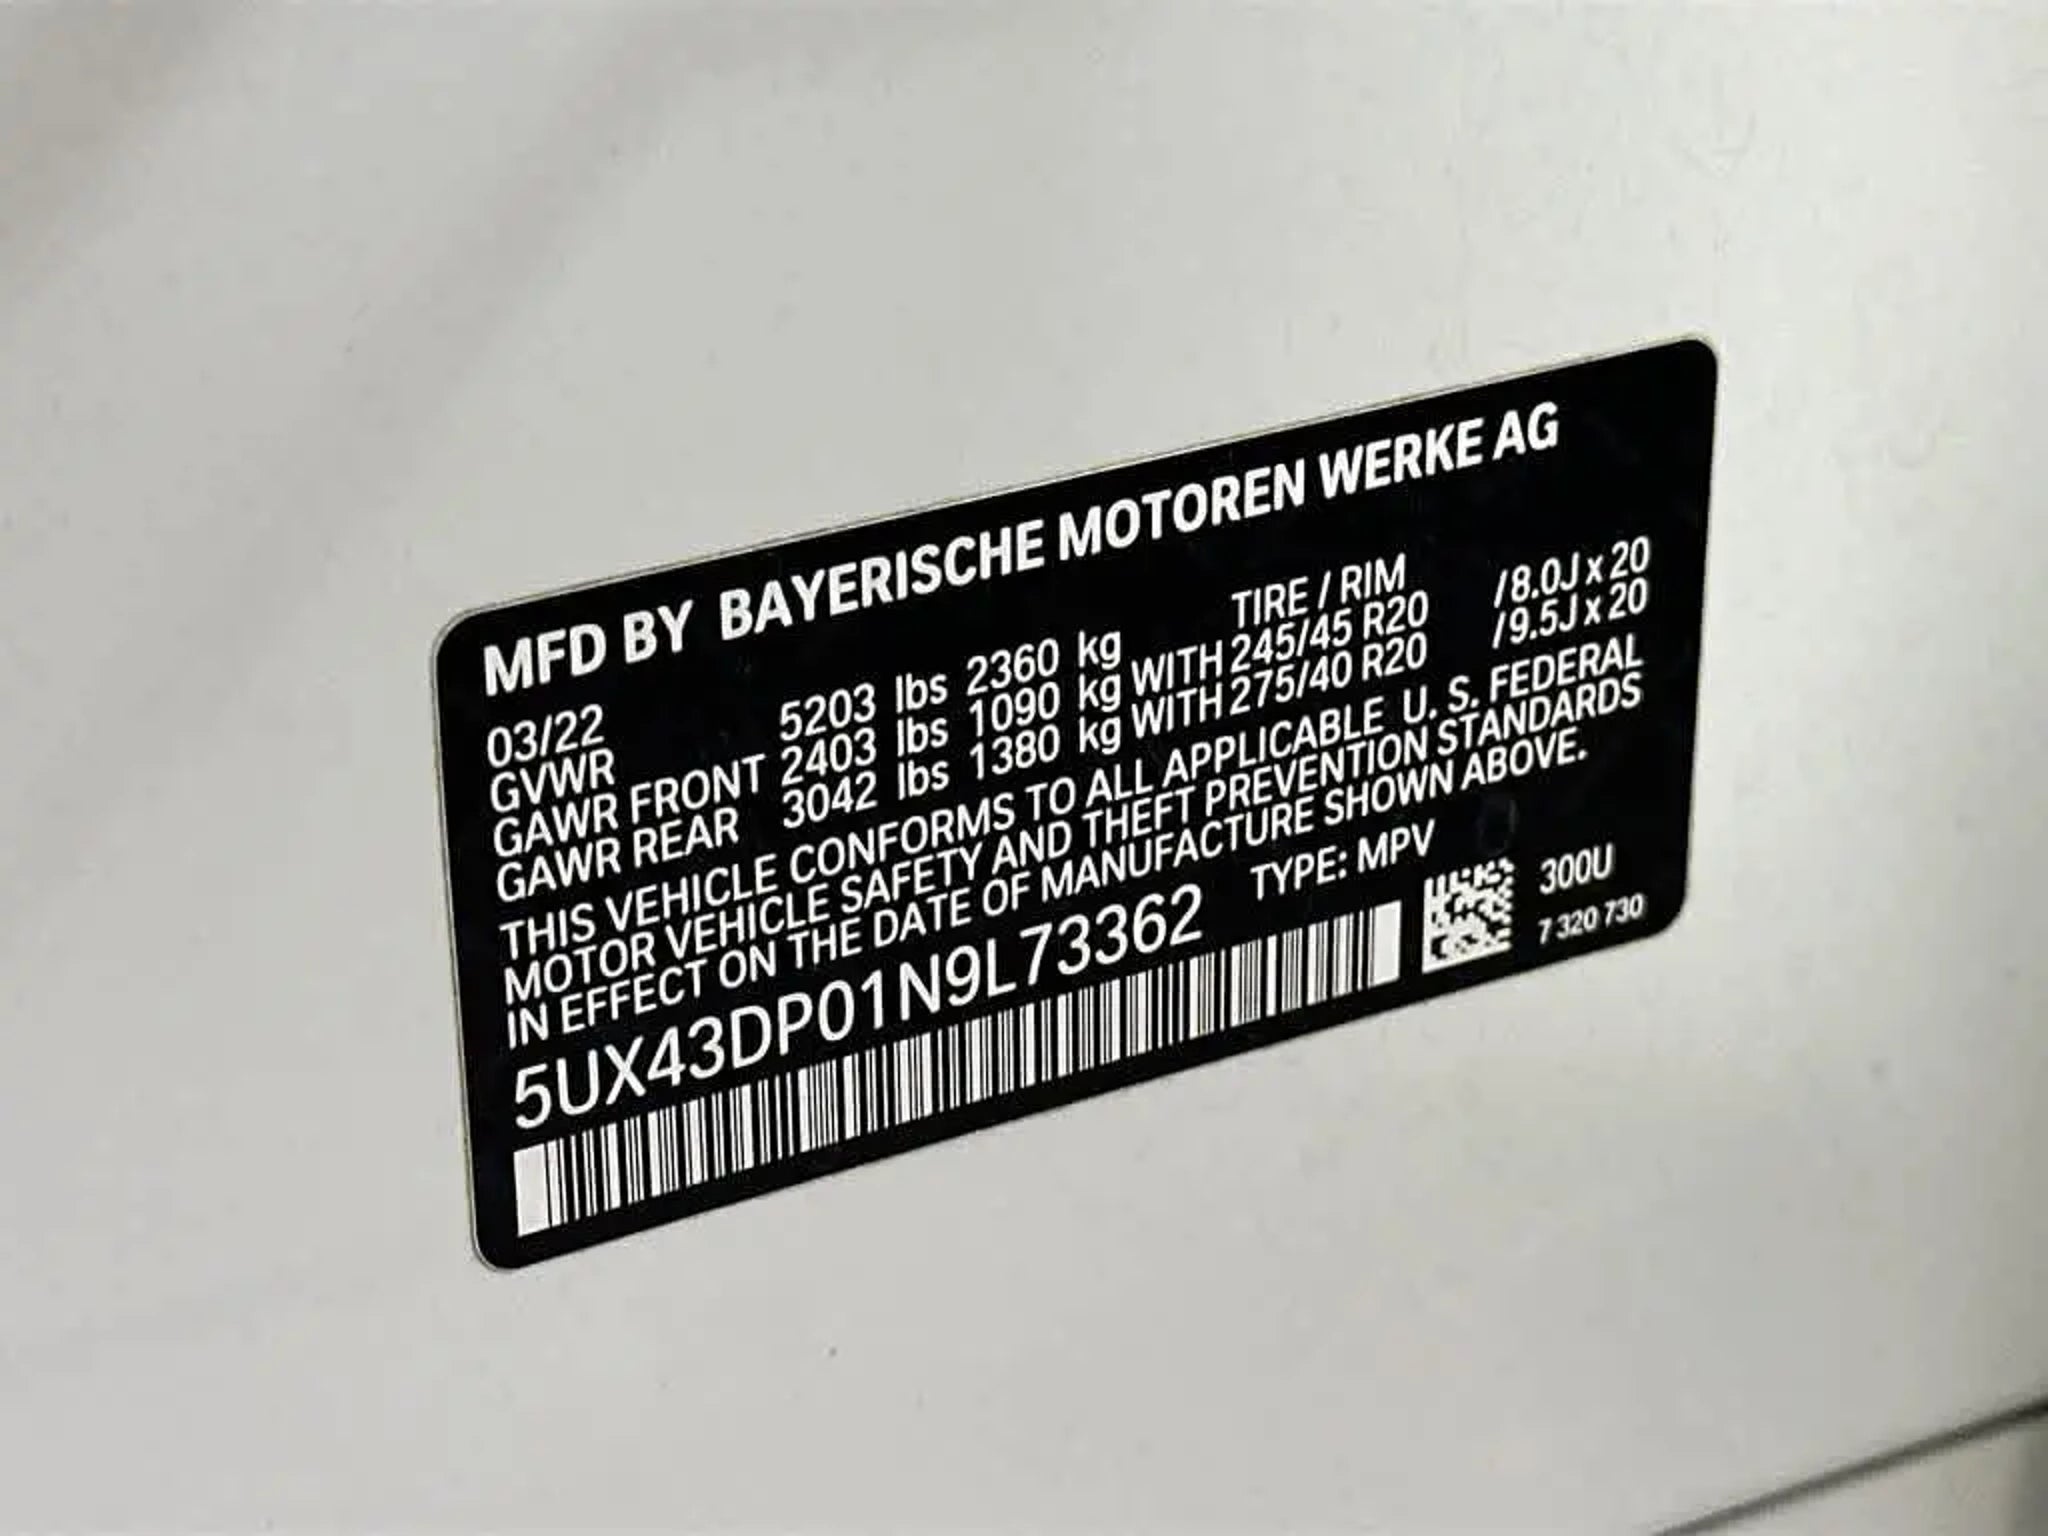 MFD BY BAYERISCHE MOTOREN WERKE AG
03/22 TIRE / RIM
GVWR 5203 lbs 2360 kg
GAWR FRONT 2403 lbs 1090 kg WITH 245/45 R20 /8.0J x 20
GAWR REAR 3042 lbs 1380 kg WITH 275/40 R20 /9.5J x 20
THIS VEHICLE CONFORMS TO ALL APPLICABLE U. S. FEDERAL
MOTOR VEHICLE SAFETY AND THEFT PREVENTION STANDARDS
IN EFFECT ON THE DATE OF MANUFACTURE SHOWN ABOVE.
5UX43DP01N9L73362 TYPE: MPV
300U
7 320 730